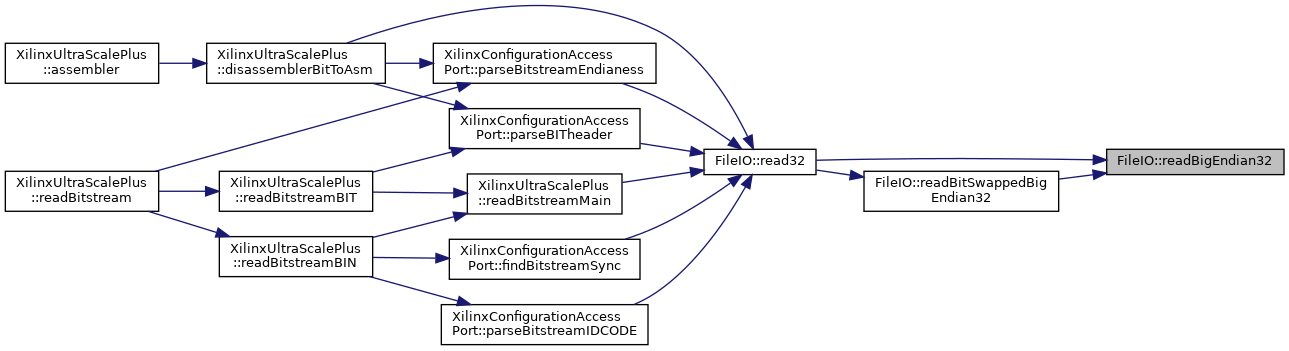 XilinxUltraScalePlus
::assembler
XilinxUltraScalePlus
::disassemblerBitToAsm
XilinxConfigurationAccess
Port::parseBitstreamEndianess
XilinxConfigurationAccess
Port::parseBITheader
FileIO::read32
FileIO::readBigEndian32
XilinxUltraScalePlus
::readBitstream
XilinxUltraScalePlus
::readBitstreamBIT
XilinxUltraScalePlus
::readBitstreamMain
FileIO::readBitSwappedBig
Endian32
XilinxUltraScalePlus
::readBitstreamBIN
XilinxConfigurationAccess
Port::findBitstreamSync
XilinxConfigurationAccess
Port::parseBitstreamIDCODE